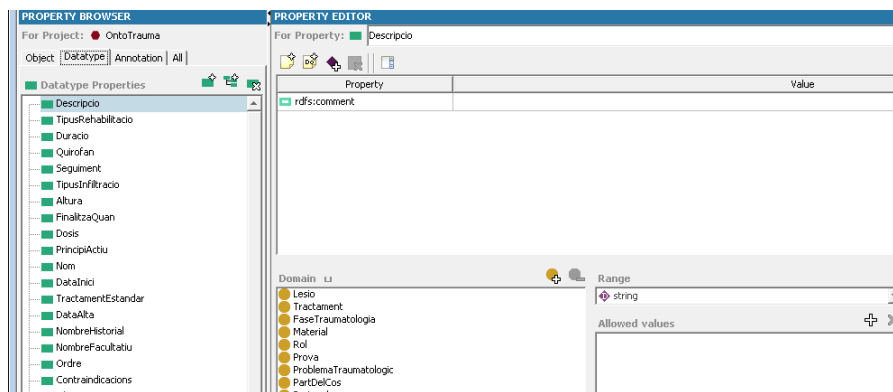 PROPERTY BROWSER
For Project: OntoTrauma
Object Datatype Annotation All
Datatype Properties
Descripcio
TipusRehabilitacio
Duracio
Quirofan
Seguiment
TipusInfiltracio
Altura
FinalitzaQuan
Dosis
PrincipiActiu
Nom
DataInici
TractamentEstandar
DataAlta
NombreHistorial
NombreFacultatiu
Ordre
Contraindicacions
PROPERTY EDITOR
For Property: Descripcio
Property Value
rdfs:comment
Domain
Lesio
Tractament
FaseTraumatologia
Material
Rol
Prova
ProblemaTraumatologic
PartDelCos
Range
string
Allowed values